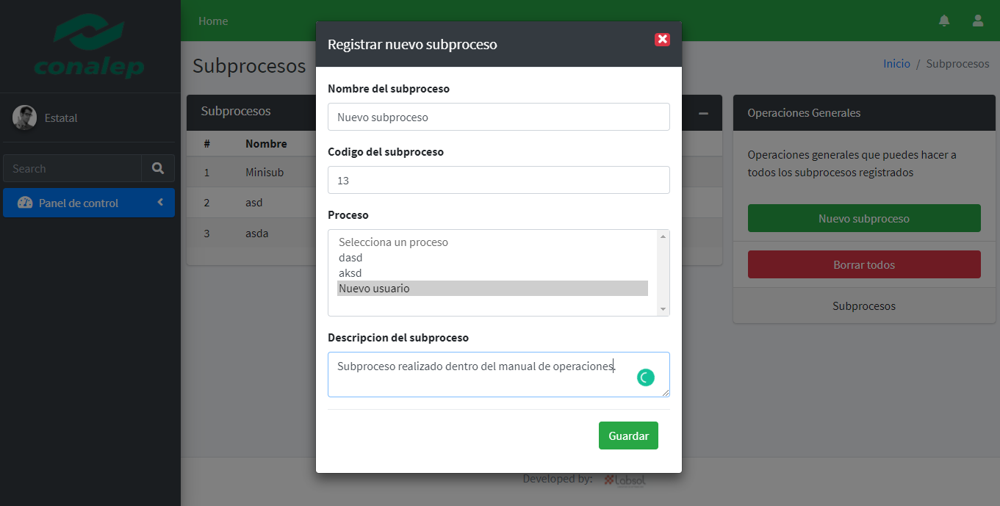 conalep
Estatal
Search
Panel de control
Home
Subprocesos
Inicio / Subprocesos
Subprocesos
# Nombre
1 Minisub
2 asd
3 asda
Registrar nuevo subproceso
Nombre del subproceso
Nuevo subproceso
Codigo del subproceso
13
Proceso
Selecciona un proceso
dasd
aksd
Nuevo usuario
Descripcion del subproceso
Subproceso realizado dentro del manual de operaciones.
Guardar
Operaciones Generales
Operaciones generales que puedes hacer a
todos los subprocesos registrados
Nuevo subproceso
Borrar todos
Subprocesos
Developed by: Labsol